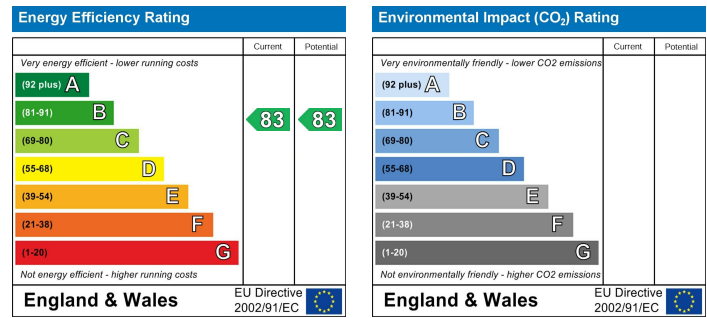 Energy Efficiency Rating
Current Potential
Very energy efficient - lower running costs
(92 plus) A
(81-91) B
83 83
(69-80) C
(55-68) D
(39-54) E
(21-38) F
(1-20) G
Not energy efficient - higher running costs
England & Wales
EU Directive
2002/91/EC
Environmental Impact (CO₂) Rating
Current Potential
Very environmentally friendly - lower CO2 emissions
(92 plus) A
(81-91) B
(69-80) C
(55-68) D
(39-54) E
(21-38) F
(1-20) G
Not environmentally friendly - higher CO2 emissions
England & Wales
EU Directive
2002/91/EC